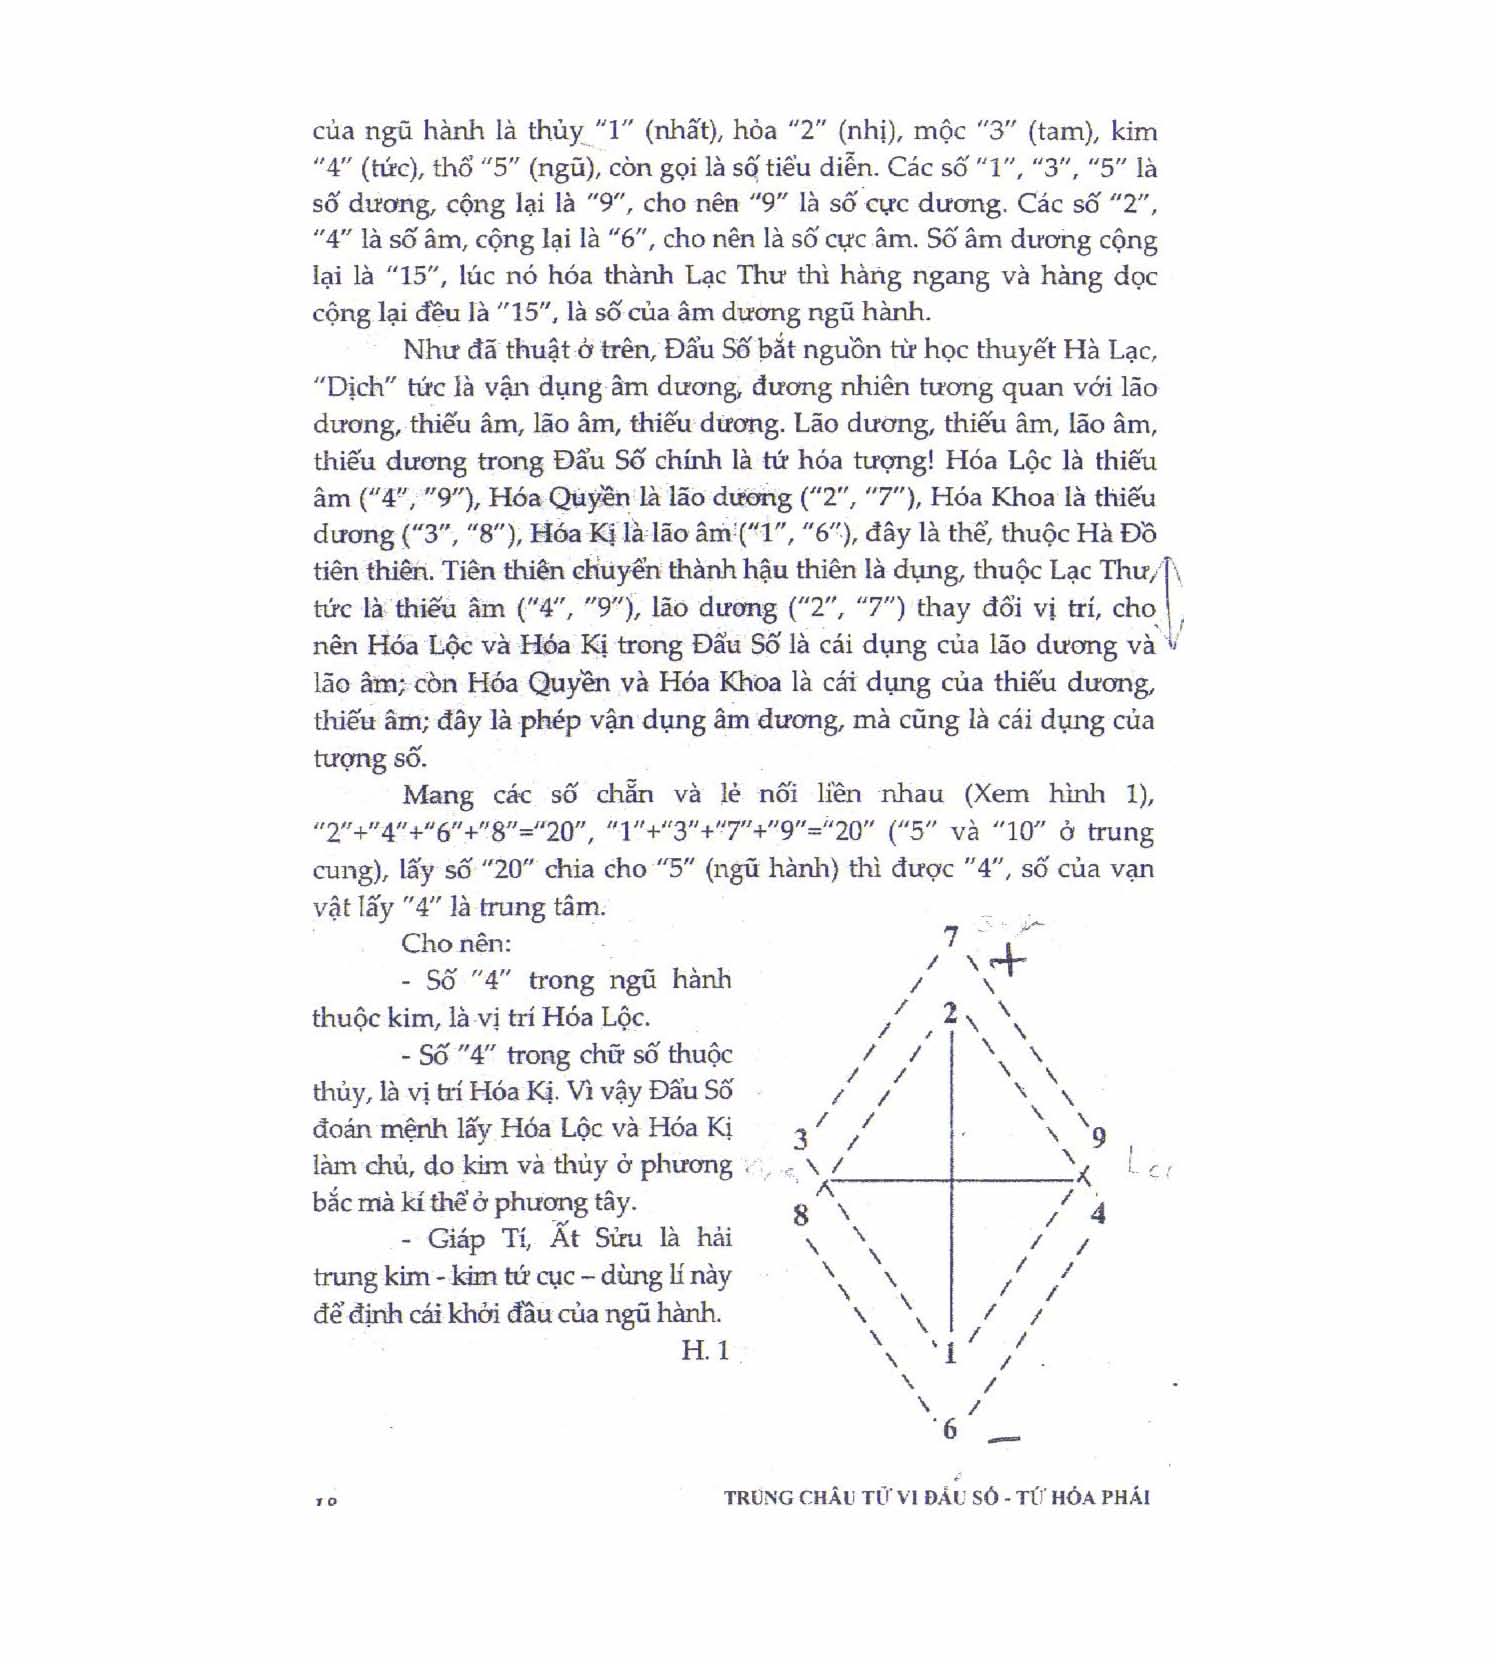 của ngũ hành là thủy "1" (nhất), hỏa "2" (nhị), mộc "3" (tam), kim
"4" (tức), thổ "5" (ngũ), còn gọi là số tiểu diễn. Các số "1", "3", "5" là
số dương, cộng lại là "9", cho nên "9" là số cực dương. Các số "2",
"4" là số âm, cộng lại là "6", cho nên là số cực âm. Số âm dương cộng
lại là "15", lúc nó hóa thành Lạc Thư thì hàng ngang và hàng dọc
cộng lại đều là "15", là số của âm dương ngũ hành.
Như đã thuật ở trên, Đẩu Số bắt nguồn từ học thuyết Hà Lạc,
"Dịch" tức là vận dụng âm dương, đương nhiên tương quan với lão
dương, thiếu âm, lão âm, thiếu dương. Lão dương, thiếu âm, lão âm,
thiếu dương trong Đẩu Số chính là tứ hóa tượng! Hóa Lộc là thiếu
âm ("4", "9"), Hóa Quyền là lão dương ("2", "7"), Hóa Khoa là thiếu
dương ("3", "8"), Hóa Kị là lão âm ("1", "6"), đây là thể, thuộc Hà Đồ
tiên thiên. Tiên thiên chuyển thành hậu thiên là dụng, thuộc Lạc Thư,
tức là thiếu âm ("4", "9"), lão dương ("2", "7") thay đổi vị trí, cho
nên Hóa Lộc và Hóa Kị trong Đẩu Số là cái dụng của lão dương và
lão âm; còn Hóa Quyền và Hóa Khoa là cái dụng của thiếu dương,
thiếu âm; đây là phép vận dụng âm dương, mà cũng là cái dụng của
tượng số.
Mang các số chẵn và lẻ nối liền nhau (Xem hình 1),
"2"+"4"+"6"+"8"="20", "1"+"3"+"7"+"9"="20" ("5" và "10" ở trung
cung), lấy số "20" chia cho "5" (ngũ hành) thì được "4", số của vạn
vật lấy "4" là trung tâm.
Cho nên:
- Số "4" trong ngũ hành
thuộc kim, là vị trí Hóa Lộc.
- Số "4" trong chữ số thuộc
thủy, là vị trí Hóa Kị. Vì vậy Đẩu Số
đoán mệnh lấy Hóa Lộc và Hóa Kị
làm chủ, do kim và thủy ở phương
bắc mà kí thể ở phương tây.
- Giáp Tí, Ất Sửu là hải
trung kim - kim tứ cục – dùng lí này
để định cái khởi đầu của ngũ hành.
H. 1
7
+
2
3
9
8
4
1
6
–
TRUNG CHÂU TỬ VI ĐẨU SỐ - TỨ HÓA PHÁI